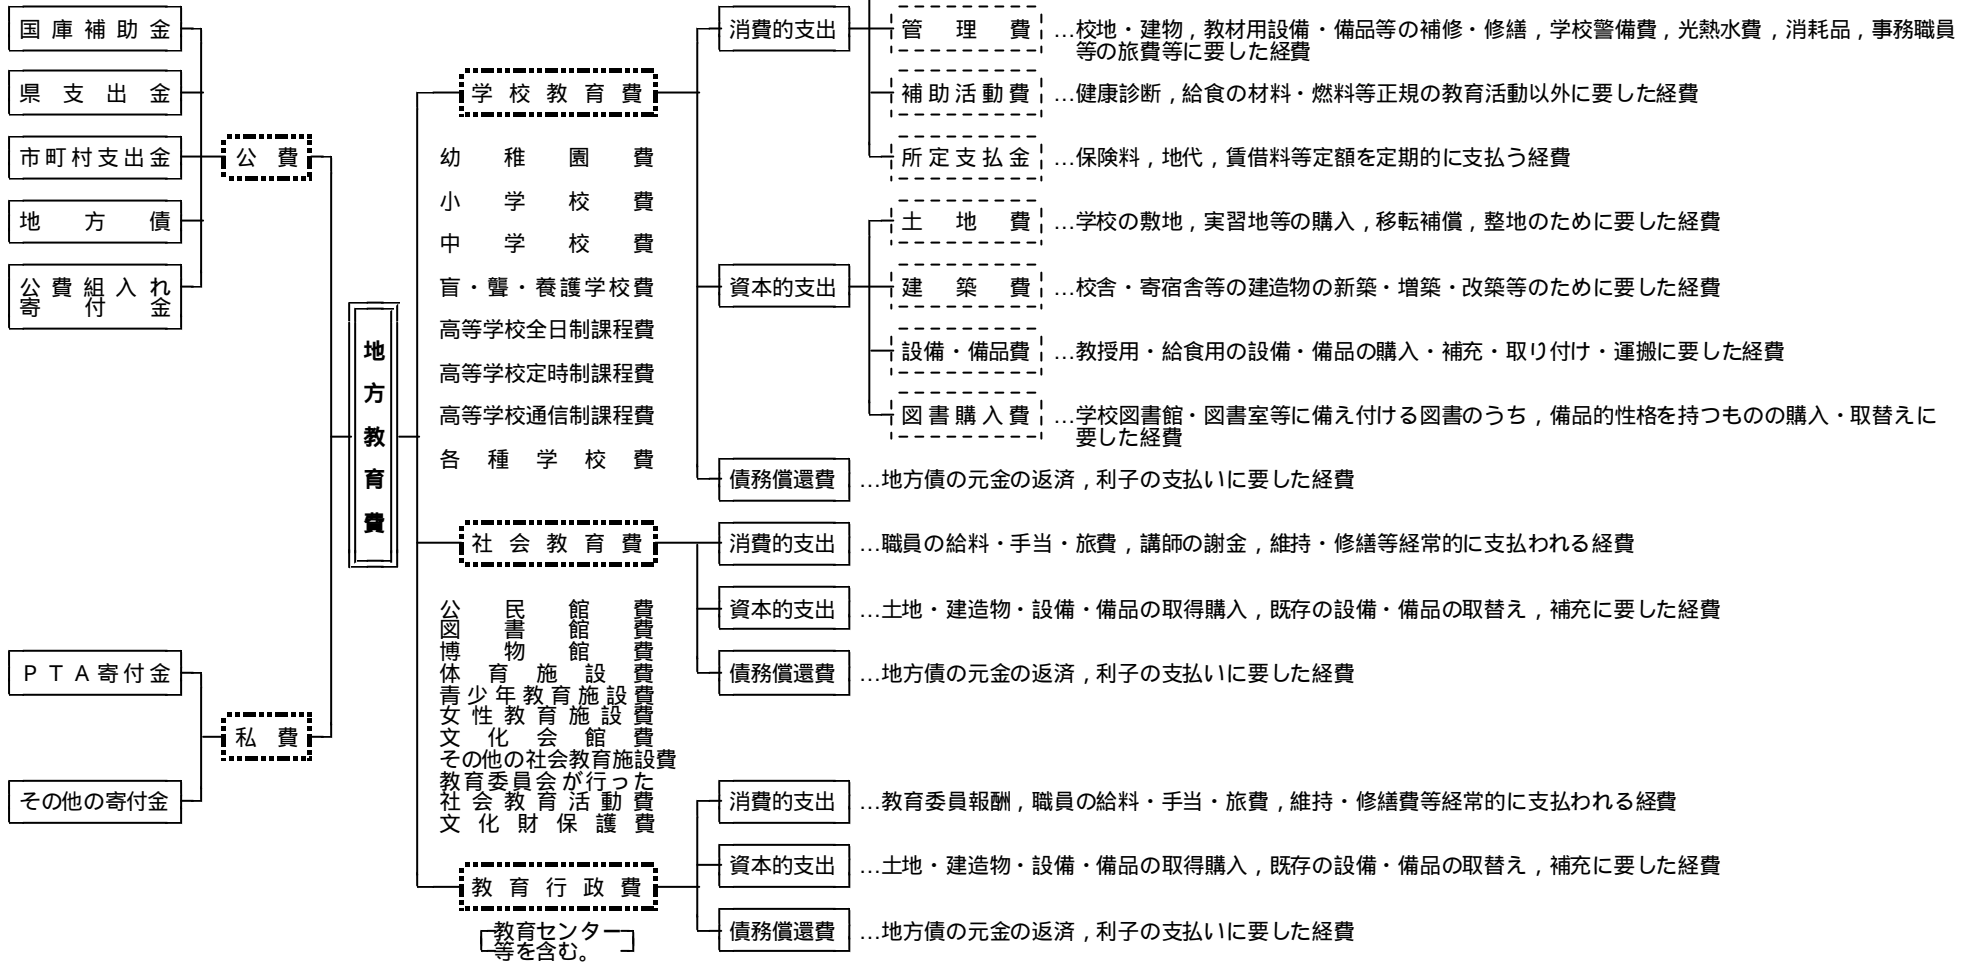 国庫補助金
県支出金
市町村支出金
地方債
公費組入れ
寄付金
公費
PTA寄付金
その他の寄付金
私費
地方教育費
学校教育費
幼稚園費
小学校費
中学校費
盲・聾・養護学校費
高等学校全日制課程費
高等学校定時制課程費
高等学校通信制課程費
各種学校費
消費的支出
管理費
…校地・建物,教材用設備・備品等の補修・修繕,学校警備費,光熱水費,消耗品,事務職員
等の旅費等に要した経費
補助活動費
…健康診断,給食の材料・燃料等正規の教育活動以外に要した経費
所定支払金
…保険料,地代,賃借料等定額を定期的に支払う経費
資本的支出
土地費
…学校の敷地,実習地等の購入,移転補償,整地のために要した経費
建築費
…校舎・寄宿舎等の建造物の新築・増築・改築等のために要した経費
設備・備品費
…教授用・給食用の設備・備品の購入・補充・取り付け・運搬に要した経費
図書購入費
…学校図書館・図書室等に備え付ける図書のうち,備品的性格を持つものの購入・取替えに
要した経費
債務償還費
…地方債の元金の返済,利子の支払いに要した経費
社会教育費
公民館費
図書館費
博物館費
体育施設費
青少年教育施設費
女性教育施設費
文化会館費
その他の社会教育施設費
教育委員会が行った
社会教育活動費
文化財保護費
消費的支出
…職員の給料・手当・旅費,講師の謝金,維持・修繕等経常的に支払われる経費
資本的支出
…土地・建造物・設備・備品の取得購入,既存の設備・備品の取替え,補充に要した経費
債務償還費
…地方債の元金の返済,利子の支払いに要した経費
教育行政費
教育センター
等を含む。
消費的支出
…教育委員報酬,職員の給料・手当・旅費,維持・修繕費等経常的に支払われる経費
資本的支出
…土地・建造物・設備・備品の取得購入,既存の設備・備品の取替え,補充に要した経費
債務償還費
…地方債の元金の返済,利子の支払いに要した経費